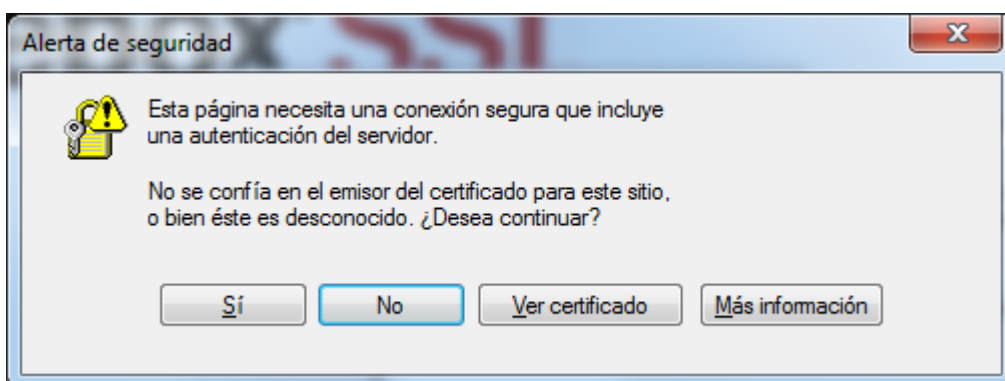 Alerta de seguridad
Esta página necesita una conexión segura que incluye
una autenticación del servidor.
No se confía en el emisor del certificado para este sitio,
o bien éste es desconocido. ¿Desea continuar?
Sí
No
Ver certificado
Más información